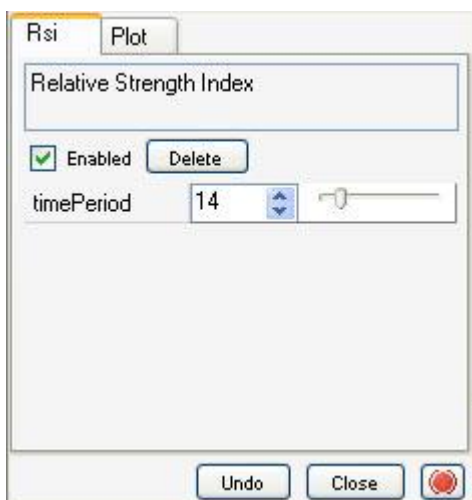 Rsi Plot
Relative Strength Index
Enabled Delete
timePeriod 14
Undo Close